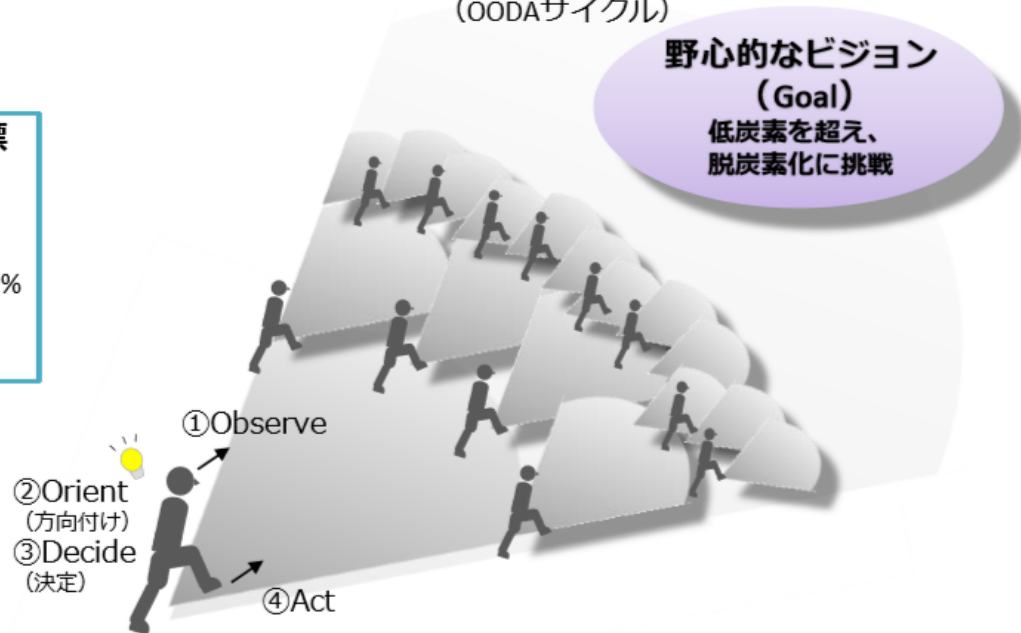 （OODAサイクル）
野心的なビジョン
（Goal）
低炭素を超え、
脱炭素化に挑戦
標
%
①Observe
②Orient
（方向付け）
③Decide
（決定）
④Act